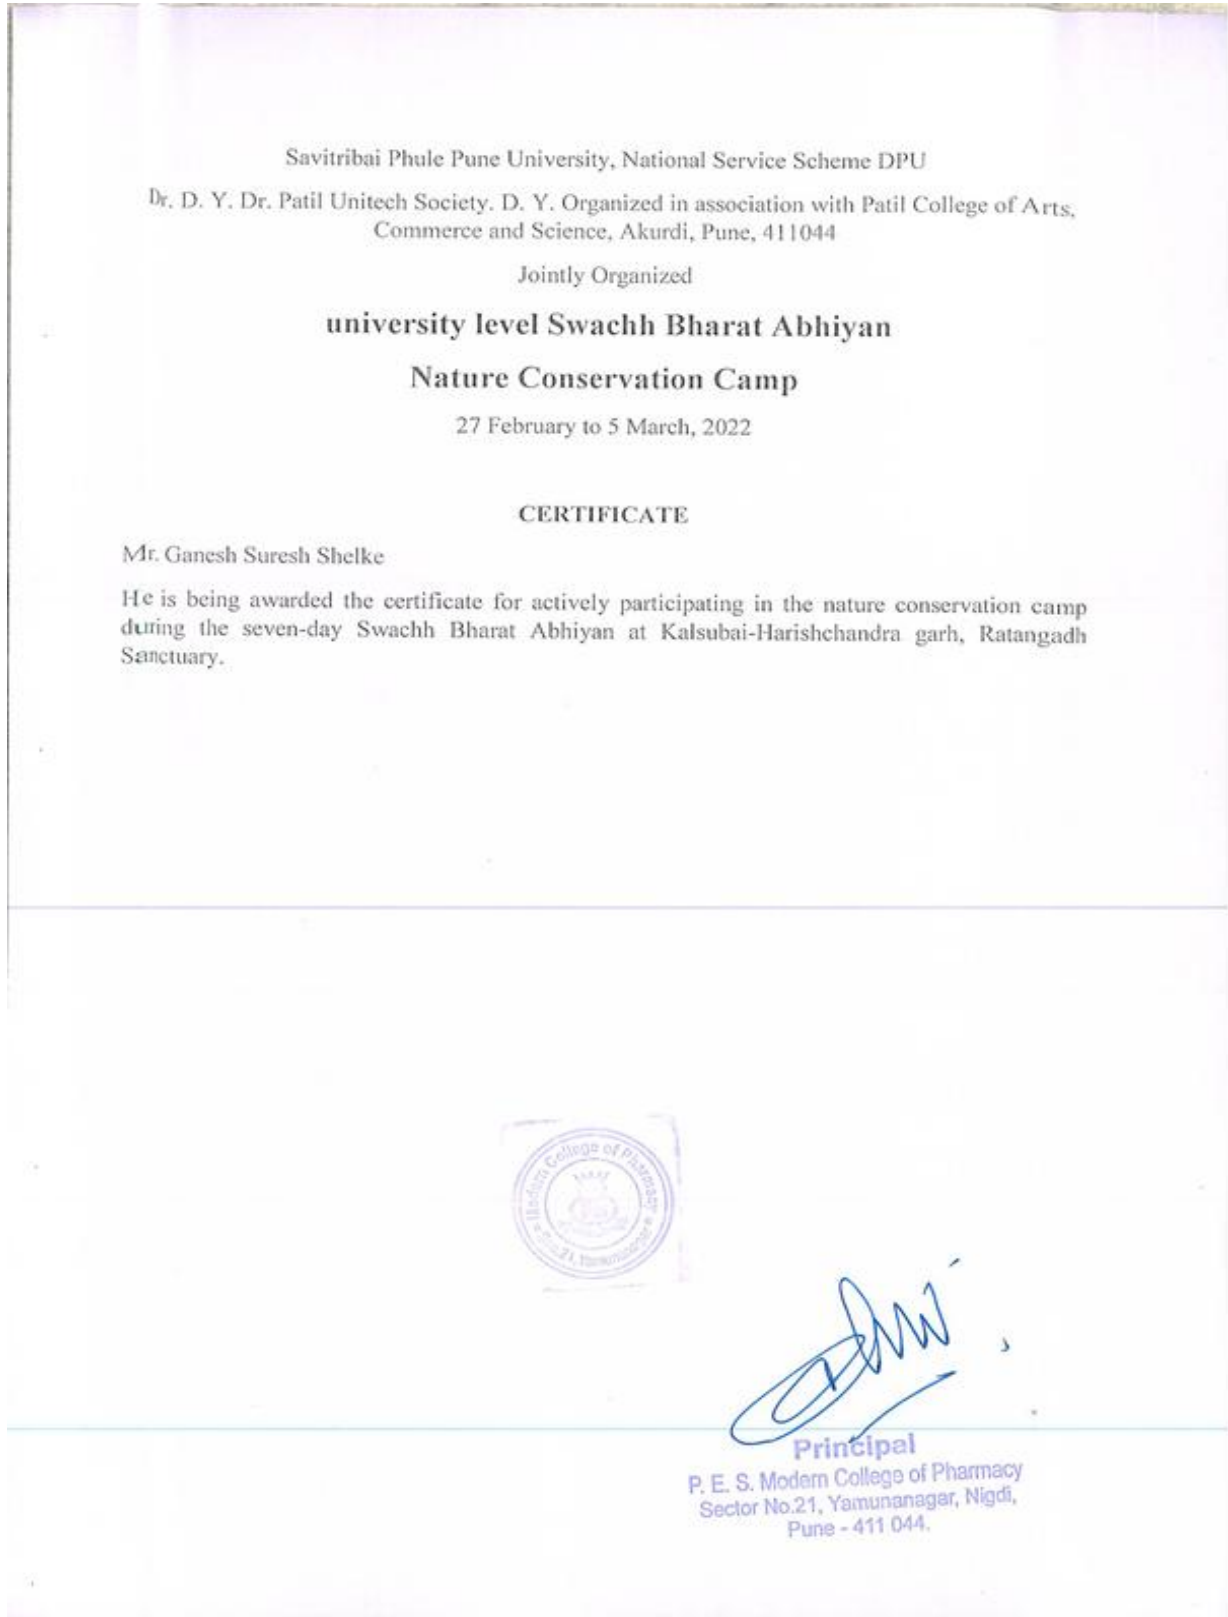 Savitribai Phule Pune University, National Service Scheme DPU
Dr. D. Y. Dr. Patil Unitech Society. D. Y. Organized in association with Patil College of Arts,
Commerce and Science, Akurdi, Pune, 411044
Jointly Organized
university level Swachh Bharat Abhiyan
Nature Conservation Camp
27 February to 5 March, 2022
CERTIFICATE
Mr. Ganesh Suresh Shelke
He is being awarded the certificate for actively participating in the nature conservation camp
during the seven-day Swachh Bharat Abhiyan at Kalsubai-Harishchandra garh, Ratangadh
Sanctuary.
Modern College of Pharmacy
21, Yamunanagar
Principal
P. E. S. Modern College of Pharmacy
Sector No.21, Yamunanagar, Nigdi,
Pune - 411 044.